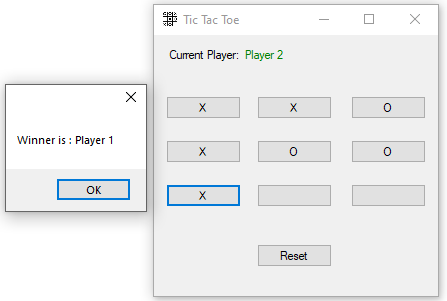 Tic Tac Toe
Current Player: Player 2
X X O
X O O
X
Reset
Winner is : Player 1
OK